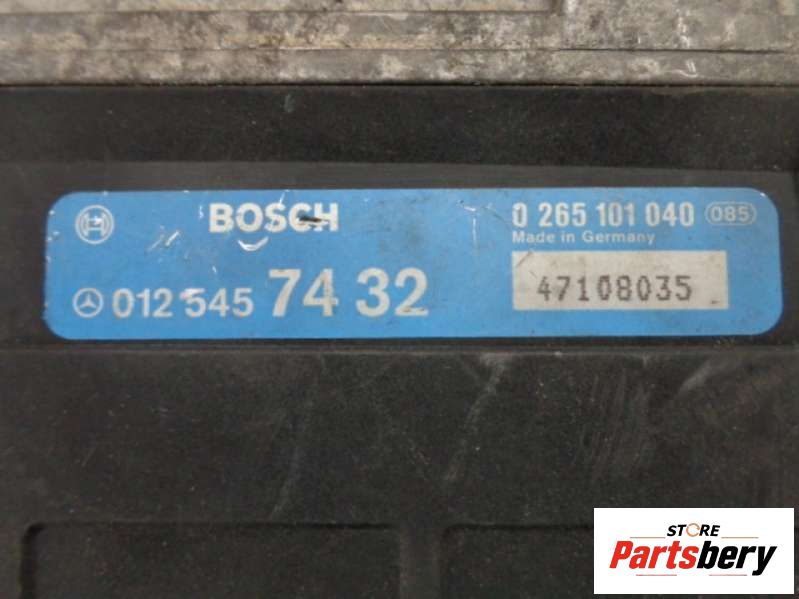 BOSCH
0 265 101 040 085
Made in Germany
012 545 74 32
47108035
STORE
Partsbery